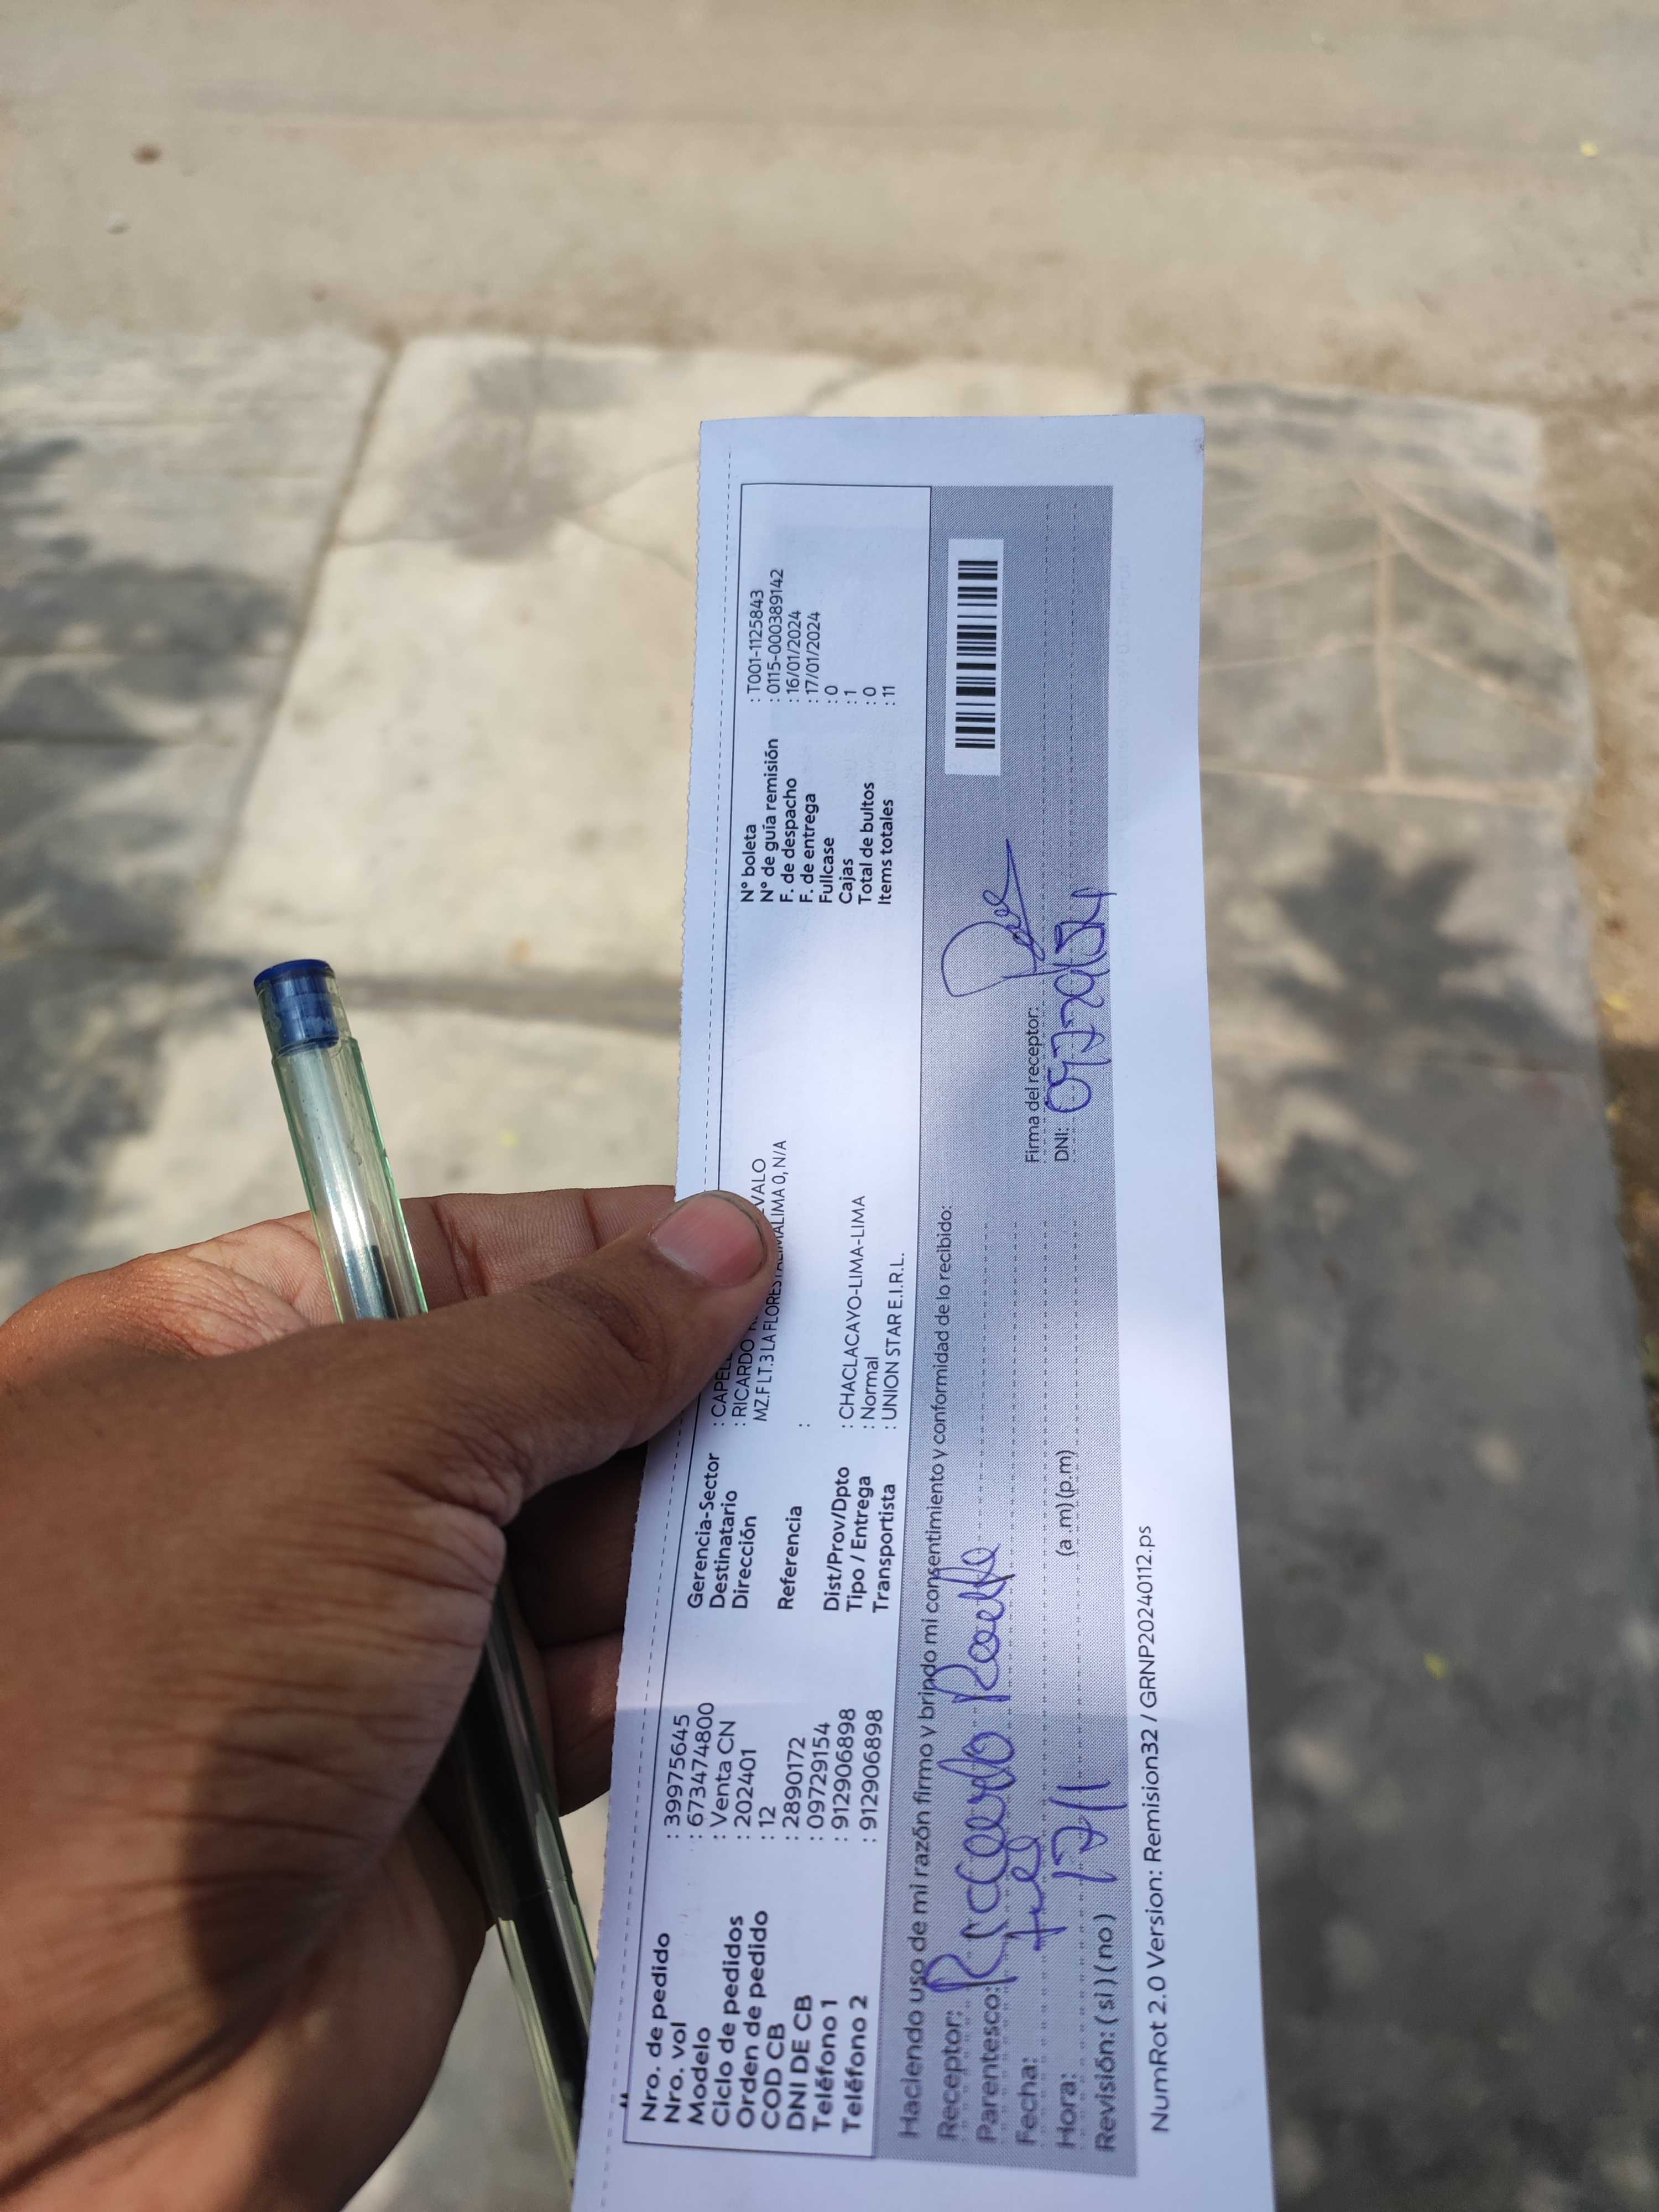 Nro. de pedido : 39975645
Nro. vol : 673474800
Modelo : Venta CN
Ciclo de pedidos : 202401
Orden de pedido : 12
COD CB : 2890172
DNI DE CB : 09729154
Teléfono 1 : 912906898
Teléfono 2 : 912906898
Gerencia-Sector :
Destinatario : RICARDO
Dirección MZ.F LT.3 LA 0, N/A
Referencia :
Dist/Prov/Dpto : CHACLACAYO-LIMA-LIMA
Tipo / Entrega : Normal
Transportista : UNION STAR E.I.R.L.
N° boleta : T001-1125843
N° de guía remisión : 0115-000389142
F. de despacho : 16/01/2024
F. de entrega : 17/01/2024
Fullcase : 0
Cajas : 1
Total de bultos : 0
Items totales : 11
Haciendo uso de mi razón firmo y brindo mi consentimiento y conformidad de lo recibido:
Receptor: Ricardo
Parentesco:
Fecha: 17/1
Hora: (a .m) (p.m)
Revisión: ( si ) ( no )
Firma del receptor:
DNI: 09729154
NumRot 2.0 Version: Remision32 / GRNP20240112.ps